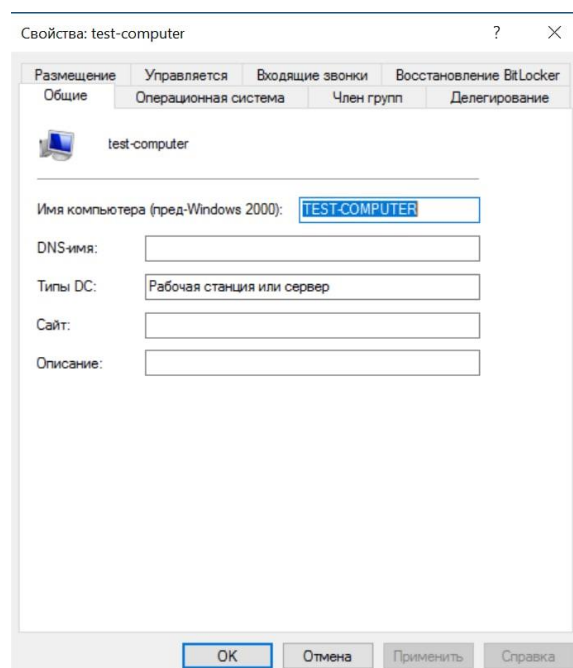 Свойства: test-computer
Размещение Управляется Входящие звонки Восстановление BitLocker
Общие Операционная система Член групп Делегирование
test-computer
Имя компьютера (пред-Windows 2000): TEST-COMPUTER
DNS-имя:
Типы DC: Рабочая станция или сервер
Сайт:
Описание:
OK Отмена Применить Справка